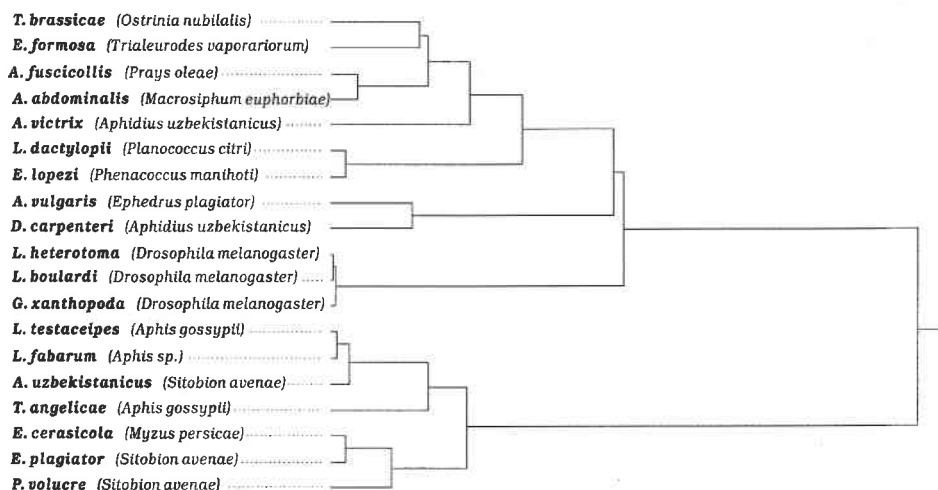 T. brassicae (Ostrinia nubilalis)
E. formosa (Trialeurodes vaporariorum)
A. fuscicollis (Prays oleae)
A. abdominalis (Macrosiphum euphorbiae)
A. victrix (Aphidius uzbekistanicus)
L. dactylopii (Planococcus citri)
E. lopezi (Phenacoccus manihoti)
A. vulgaris (Ephedrus plagiator)
D. carpenteri (Aphidius uzbekistanicus)
L. heterotoma (Drosophila melanogaster)
L. boulardi (Drosophila melanogaster)
G. xanthopoda (Drosophila melanogaster)
L. testaceipes (Aphis gossypii)
L. fabarum (Aphis sp.)
A. uzbekistanicus (Sitobion avenae)
T. angelicae (Aphis gossypii)
E. cerasicola (Myzus persicae)
E. plagiator (Sitobion avenae)
P. volucre (Sitobion avenae)